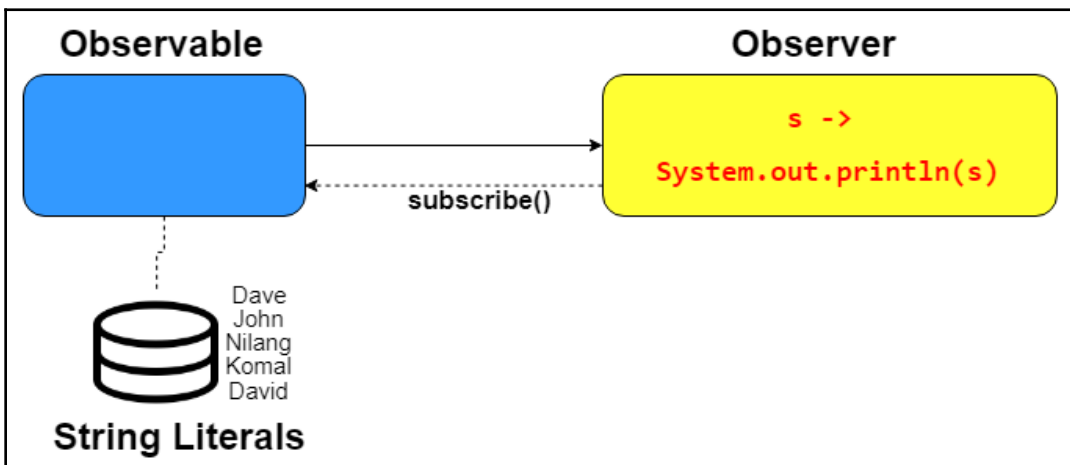 Observable
Observer
s ->
System.out.println(s)
subscribe()
Dave
John
Nilang
Komal
David
String Literals